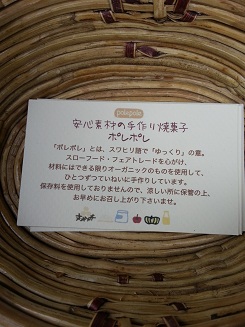 polepole
安心素材の手作り焼菓子
ポレポレ
「ポレポレ」とは、スワヒリ語で「ゆっくり」の意。
スローフード・フェアトレードを心がけ、
材料にはできる限りオーガニックのものを使用して、
ひとつずつていねいに手作りしています。
保存料を使用しておりませんので、涼しい所に保管の上、
お早めにお召し上がり下さいませ。